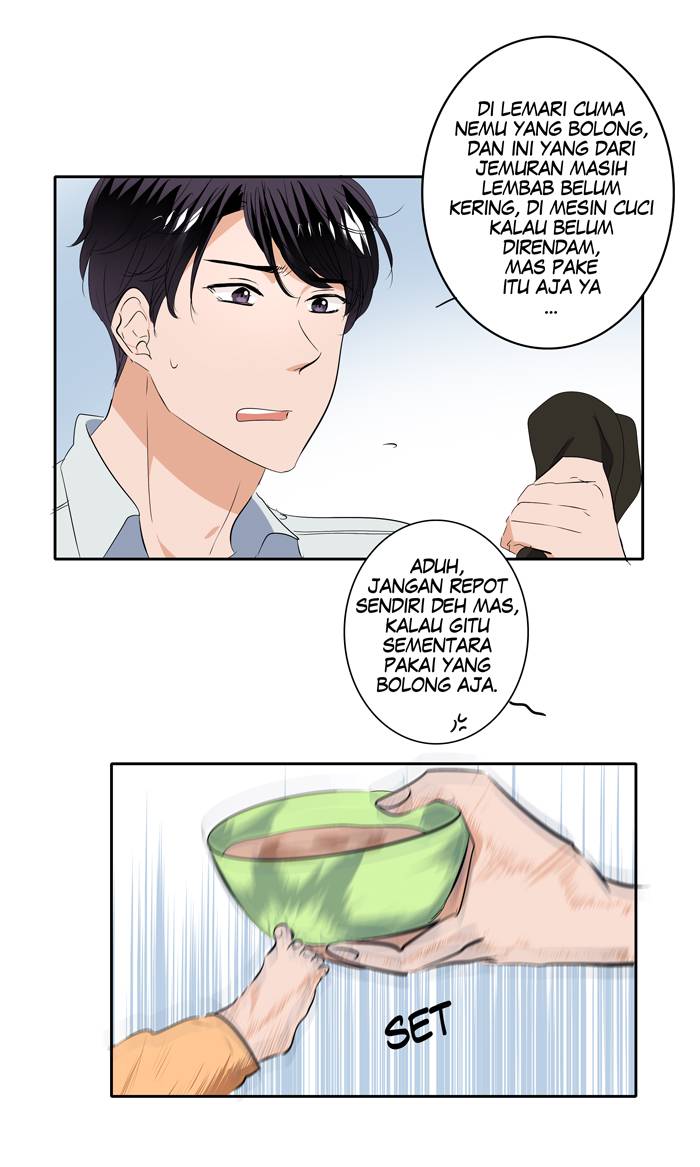 DI LEMARI CUMA
NEMU YANG BOLONG,
DAN INI YANG DARI
JEMURAN MASIH
LEMBAB BELUM
KERING, DI MESIN CUCI
KALAU BELUM
DIRENDAM,
MAS PAKE
ITU AJA YA
...
ADUH,
JANGAN REPOT
SENDIRI DEH MAS,
KALAU GITU
SEMENTARA
PAKAI YANG
BOLONG AJA.
SET